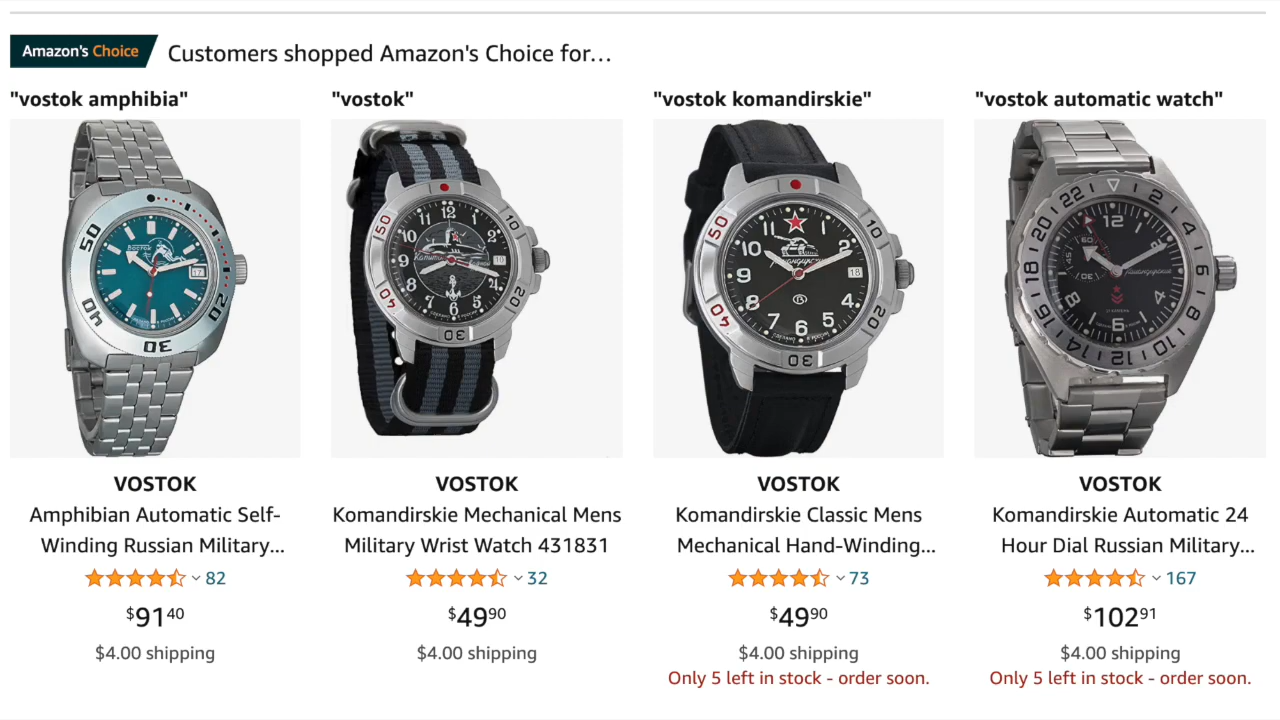 Amazon's Choice Customers shopped Amazon's Choice for…
"vostok amphibia"
"vostok"
"vostok komandirskie"
"vostok automatic watch"
VOSTOK
Amphibian Automatic Self-
Winding Russian Military...
82
$91 40
$4.00 shipping
VOSTOK
Komandirskie Mechanical Mens
Military Wrist Watch 431831
32
$49 90
$4.00 shipping
VOSTOK
Komandirskie Classic Mens
Mechanical Hand-Winding...
73
$49 90
$4.00 shipping
Only 5 left in stock - order soon.
VOSTOK
Komandirskie Automatic 24
Hour Dial Russian Military...
167
$102 91
$4.00 shipping
Only 5 left in stock - order soon.